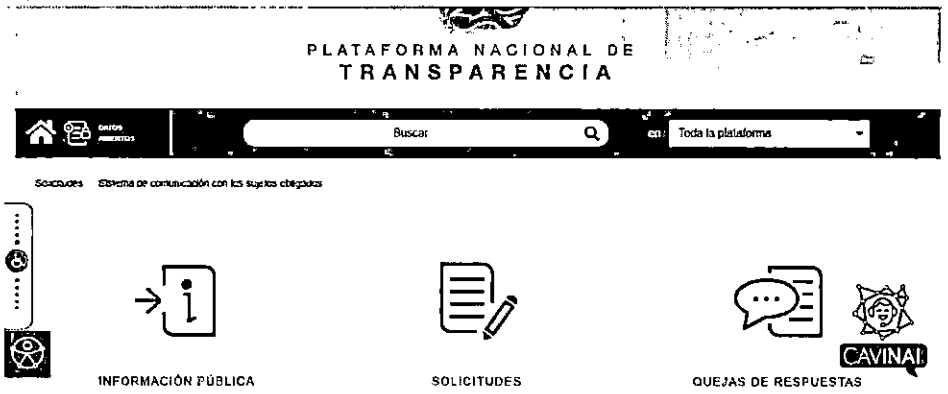 PLATAFORMA NACIONAL DE
TRANSPARENCIA
DATOS ABIERTOS
Buscar
en:
Toda la plataforma
Solicitudes Sistema de comunicación con los sujetos obligados
INFORMACIÓN PÚBLICA
SOLICITUDES
QUEJAS DE RESPUESTAS
CAVINAI